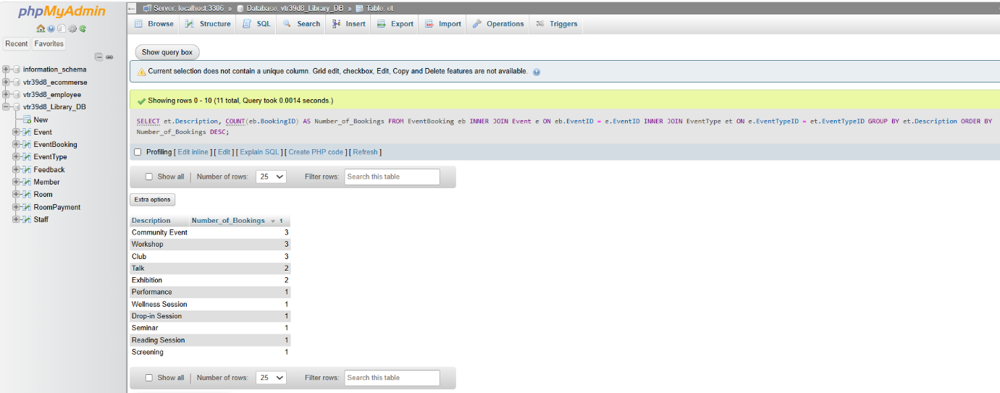 phpMyAdmin
Recent Favorites
information_schema
vtr39d8_ecommerse
vtr39d8_employee
vtr39d8_Library_DB
New
Event
EventBooking
EventType
Feedback
Member
Room
RoomPayment
Staff
Server: localhost:3306 » Database: vtr39d8_Library_DB » Table: et
Browse Structure SQL Search Insert Export Import Operations Triggers
Show query box
Current selection does not contain a unique column. Grid edit, checkbox, Edit, Copy and Delete features are not available.
Showing rows 0 - 10 (11 total, Query took 0.0014 seconds.)
SELECT et.Description, COUNT(eb.BookingID) AS Number_of_Bookings FROM EventBooking eb INNER JOIN Event e ON eb.EventID = e.EventID INNER JOIN EventType et ON e.EventTypeID = et.EventTypeID GROUP BY et.Description ORDER BY
Number_of_Bookings DESC;
Profiling [ Edit inline ] [ Edit ] [ Explain SQL ] [ Create PHP code ] [ Refresh ]
Show all | Number of rows: 25 Filter rows: Search this table
Extra options
Description Number_of_Bookings 1
Community Event 3
Workshop 3
Club 3
Talk 2
Exhibition 2
Performance 1
Wellness Session 1
Drop-in Session 1
Seminar 1
Reading Session 1
Screening 1
Show all | Number of rows: 25 Filter rows: Search this table